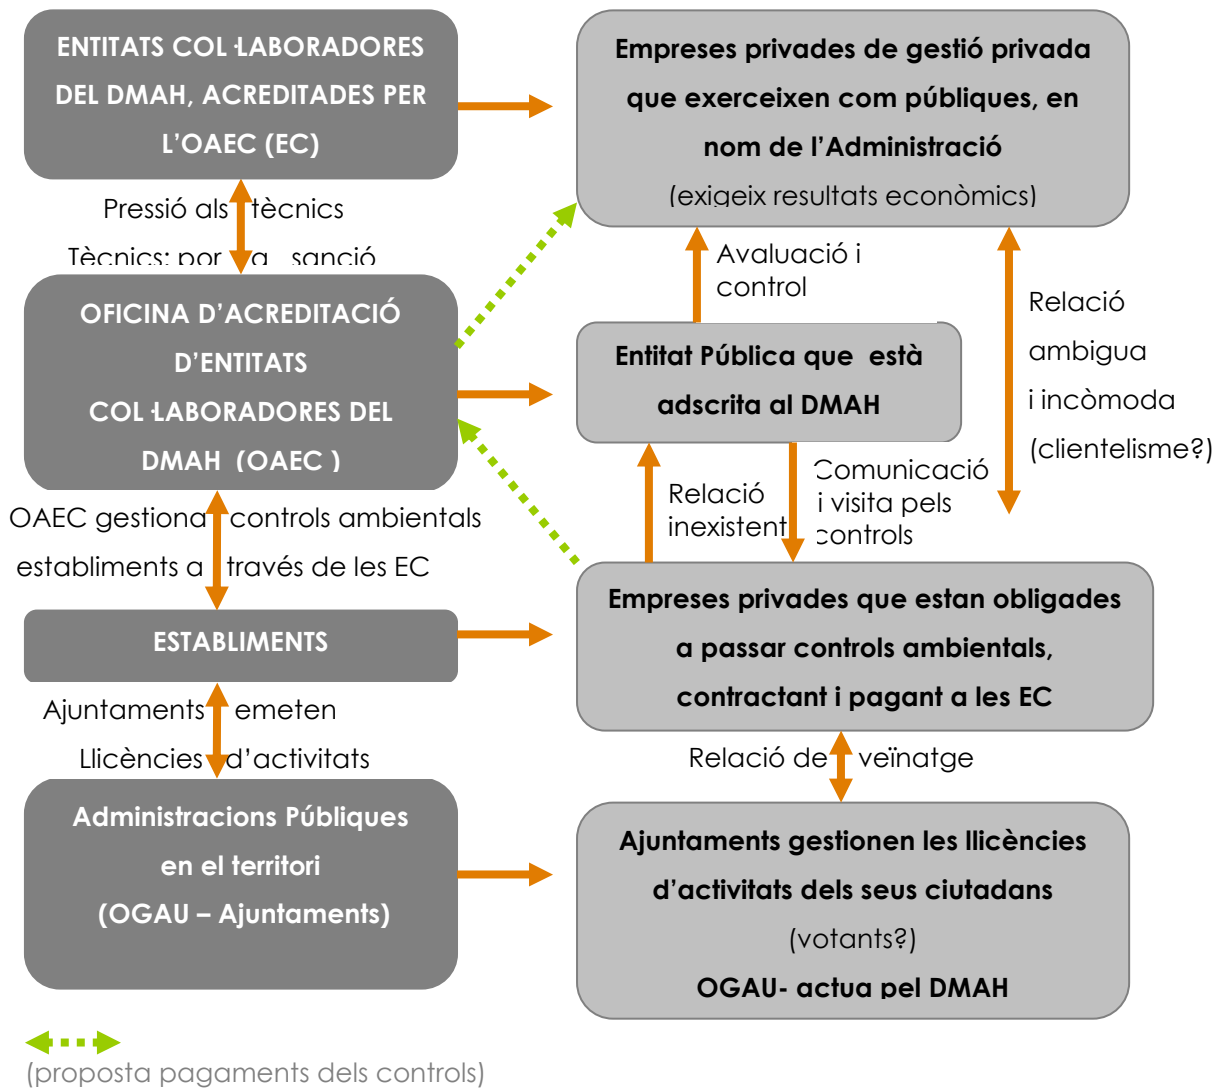 ENTITATS COL·LABORADORES
DEL DMAH, ACREDITADES PER
L'OAEC (EC)
Empreses privades de gestió privada
que exerceixen com públiques, en
nom de l'Administració
(exigeix resultats econòmics)
Pressió als tècnics
Tècnics: por a sanció
Avaluació i
control
Relació
ambigua
i incòmoda
(clientelisme?)
OFICINA D'ACREDITACIÓ
D'ENTITATS
COL·LABORADORES DEL
DMAH (OAEC )
Entitat Pública que està
adscrita al DMAH
Relació
inexistent
Comunicació
i visita pels
controls
OAEC gestiona controls ambientals
establiments a través de les EC
ESTABLIMENTS
Empreses privades que estan obligades
a passar controls ambientals,
contractant i pagant a les EC
Ajuntaments emeten
Llicències d'activitats
Relació de veïnatge
Administracions Públiques
en el territori
(OGAU – Ajuntaments)
Ajuntaments gestionen les llicències
d'activitats dels seus ciutadans
(votants?)
OGAU- actua pel DMAH
(proposta pagaments dels controls)